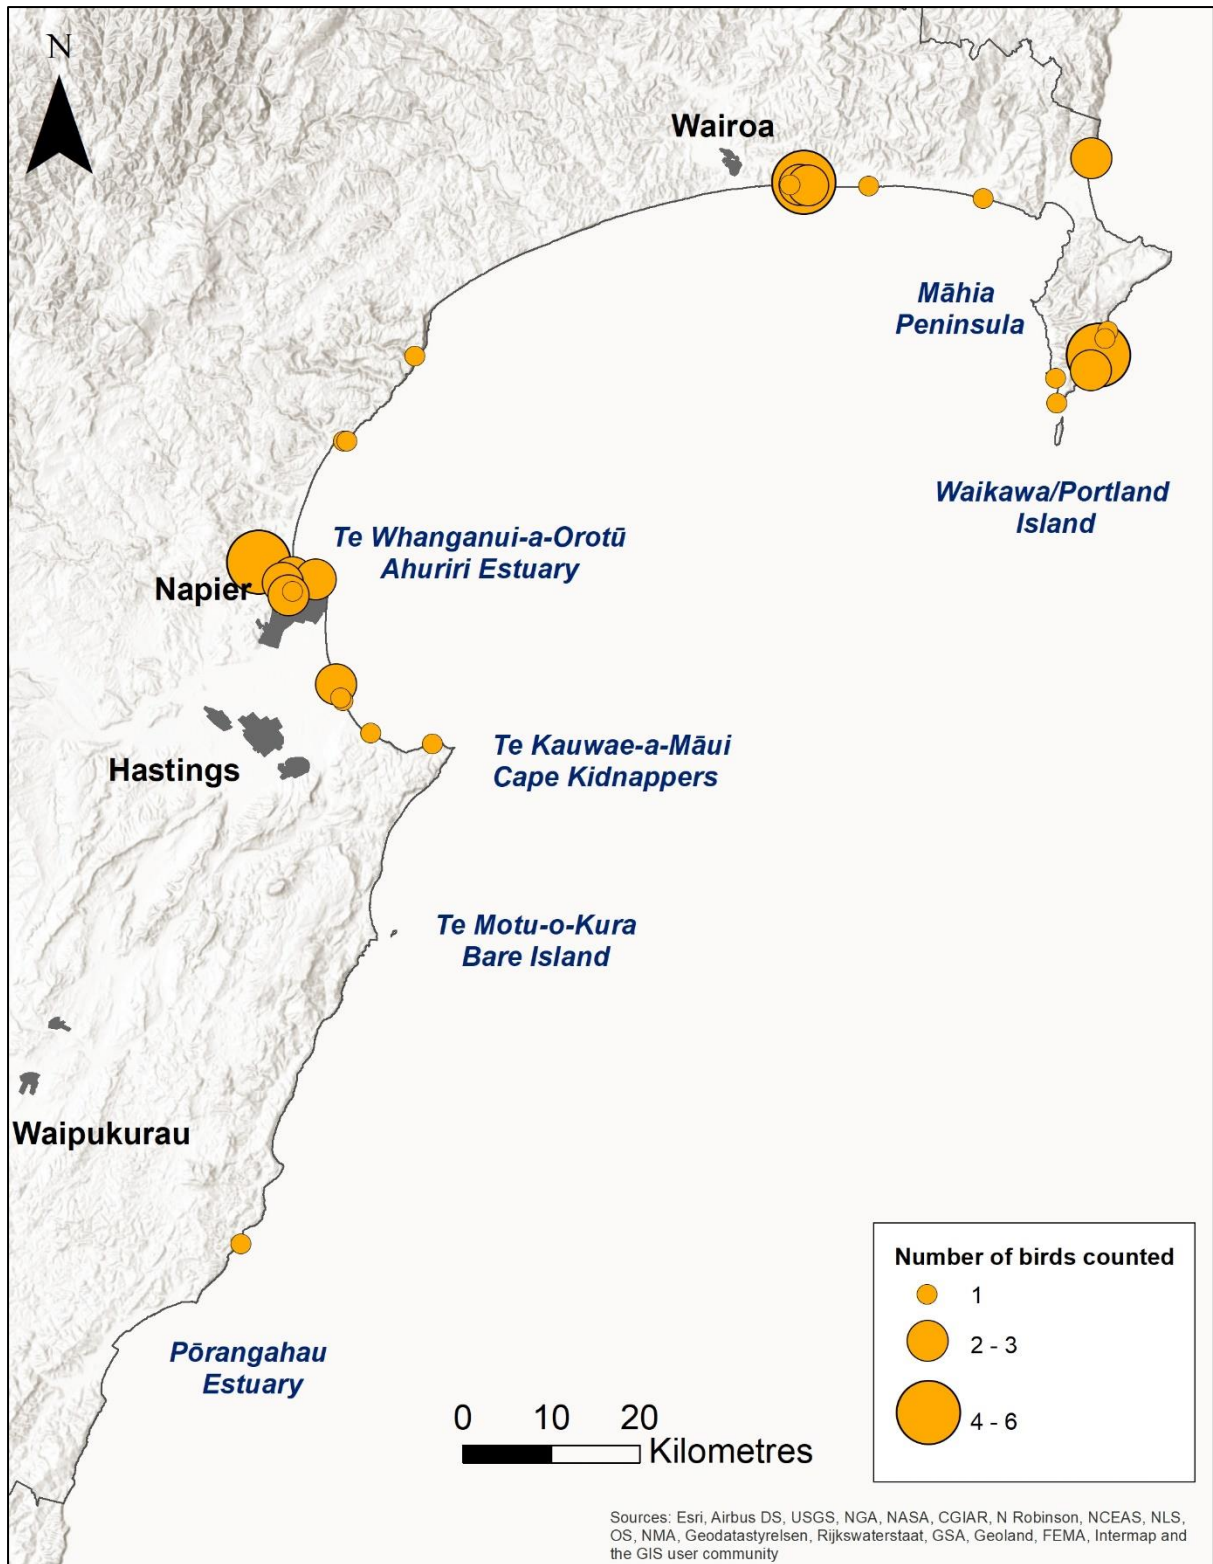 N
Wairoa
Māhia
Peninsula
Waikawa/Portland
Island
Te Whanganui-a-Orotū
Ahuriri Estuary
Napier
Te Kauwae-a-Māui
Cape Kidnappers
Hastings
Te Motu-o-Kura
Bare Island
Waipukurau
Pōrangahau
Estuary
Number of birds counted
1
2 - 3
4 - 6
0 10 20
Kilometres
Sources: Esri, Airbus DS, USGS, NGA, NASA, CGIAR, N Robinson, NCEAS, NLS,
OS, NMA, Geodatastyrelsen, Rijkswaterstaat, GSA, Geoland, FEMA, Intermap and
the GIS user community